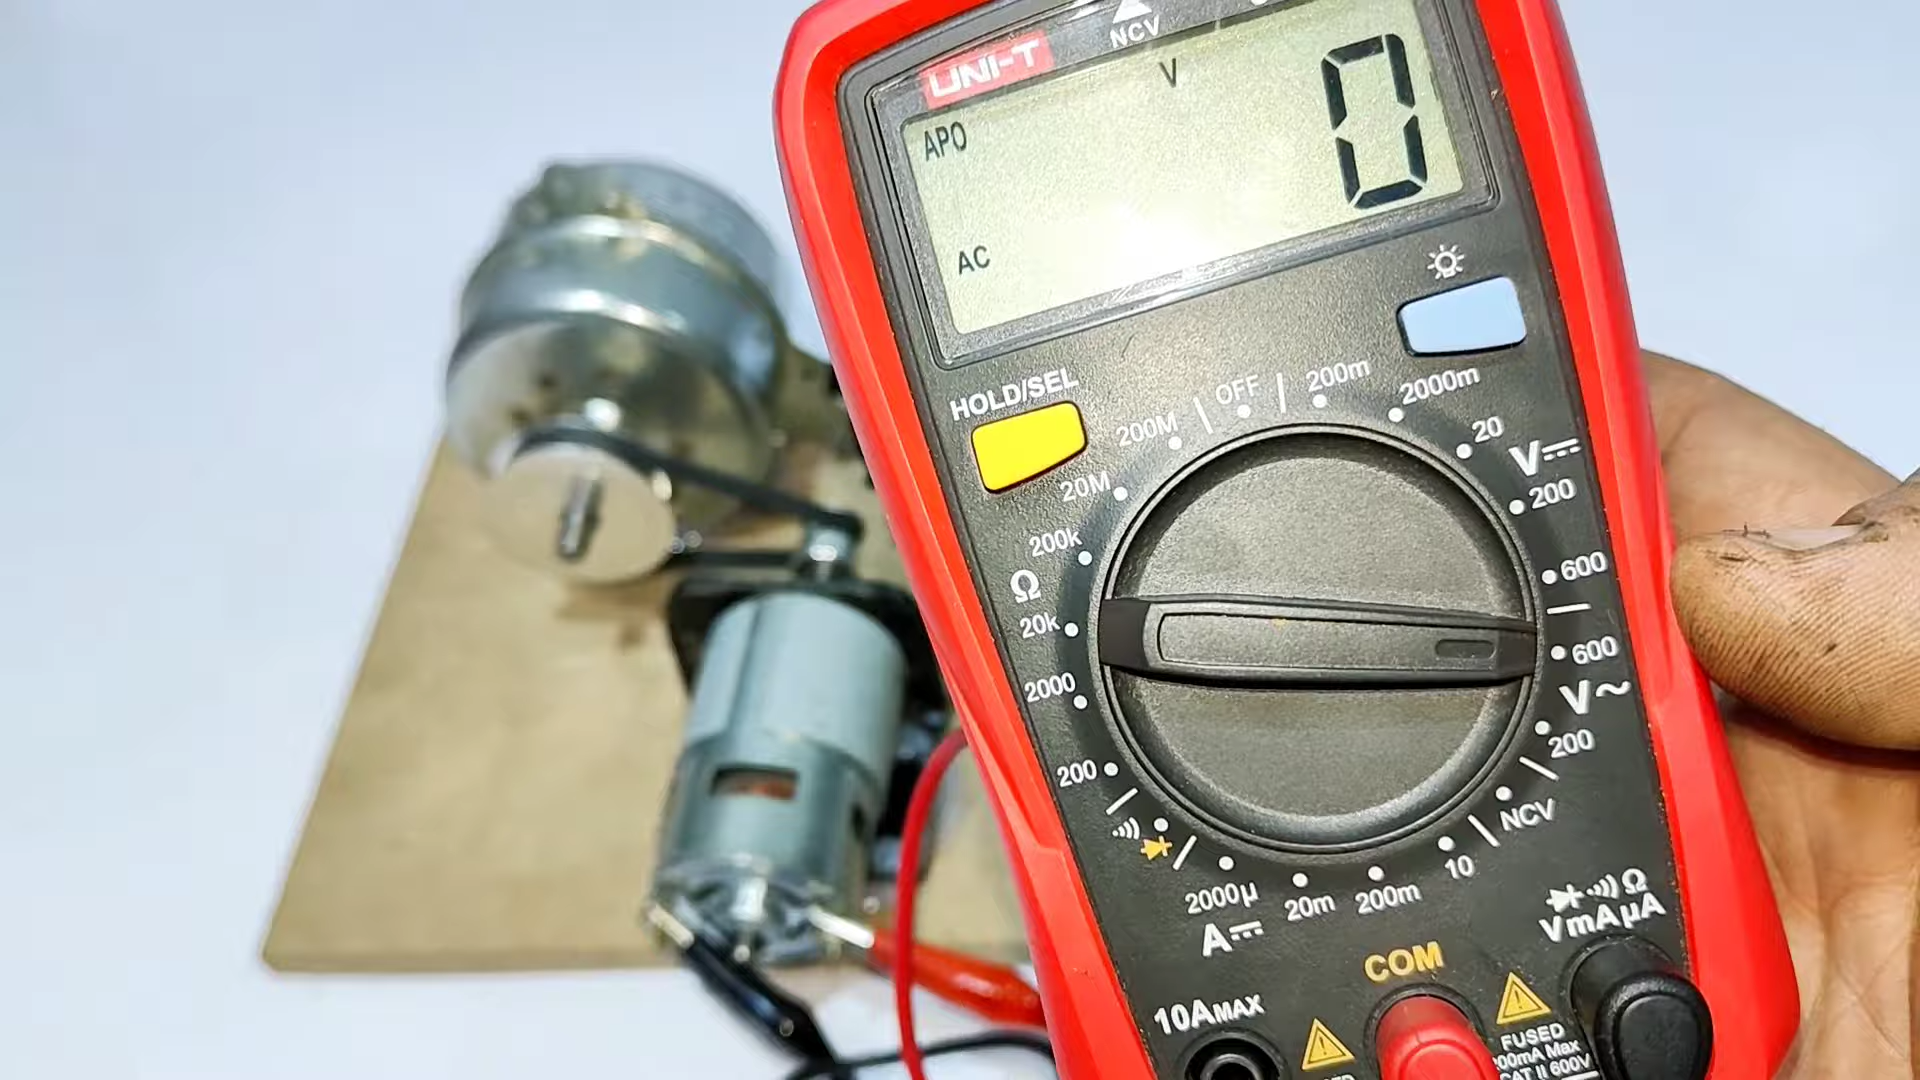 NCV
UNI-T
V
0
APO
AC
HOLD/SEL
OFF
200m
2000m
20
V
200
600
600
V~
200
NCV
10
200m
20m
2000µ
A
200
2000
20k
Ω
200k
20M
200M
Ω
VmAµA
COM
10AMAX
FUSED
CAT II 600V